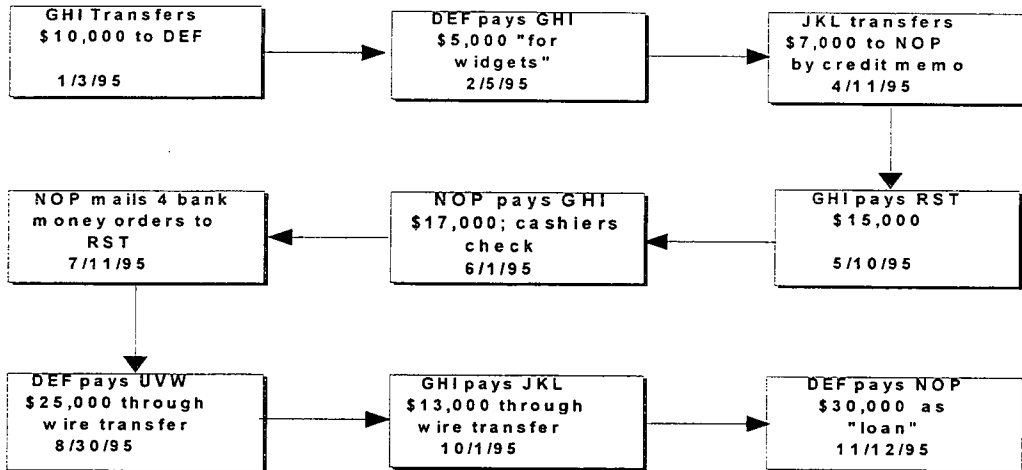 GHI Transfers
$10,000 to DEF
1/3/95
DEF pays GHI
$5,000 "for
widgets"
2/5/95
JKL transfers
$7,000 to NOP
by credit memo
4/11/95
GHI pays RST
$15,000
5/10/95
NOP pays GHI
$17,000; cashiers
check
6/1/95
NOP mails 4 bank
money orders to
RST
7/11/95
DEF pays UVW
$25,000 through
wire transfer
8/30/95
GHI pays JKL
$13,000 through
wire transfer
10/1/95
DEF pays NOP
$30,000 as
"loan"
11/12/95